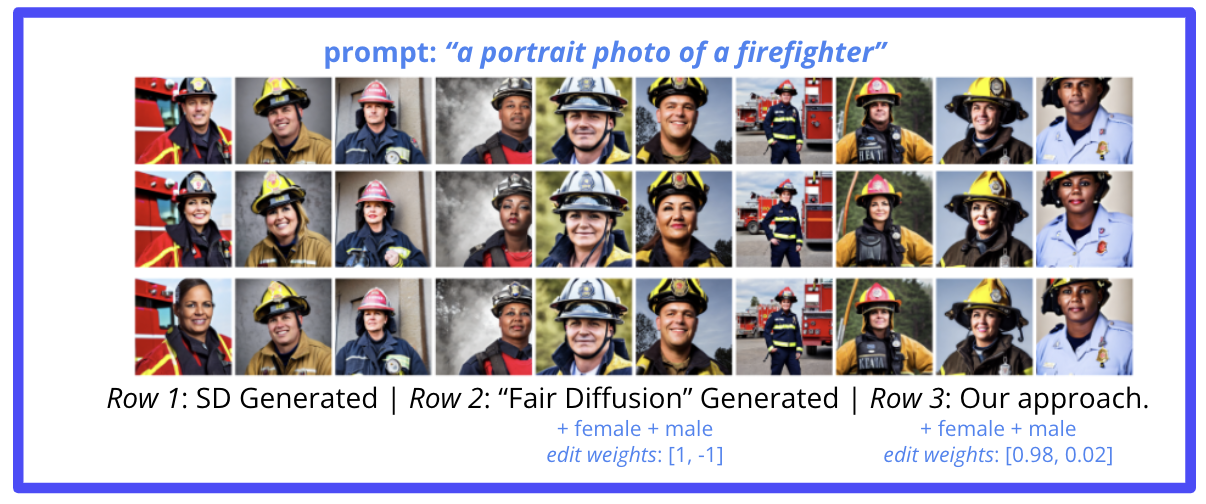 prompt: “a portrait photo of a firefighter”
Row 1: SD Generated | Row 2: “Fair Diffusion” Generated | Row 3: Our approach.
+ female + male
edit weights: [1, -1]
+ female + male
edit weights: [0.98, 0.02]